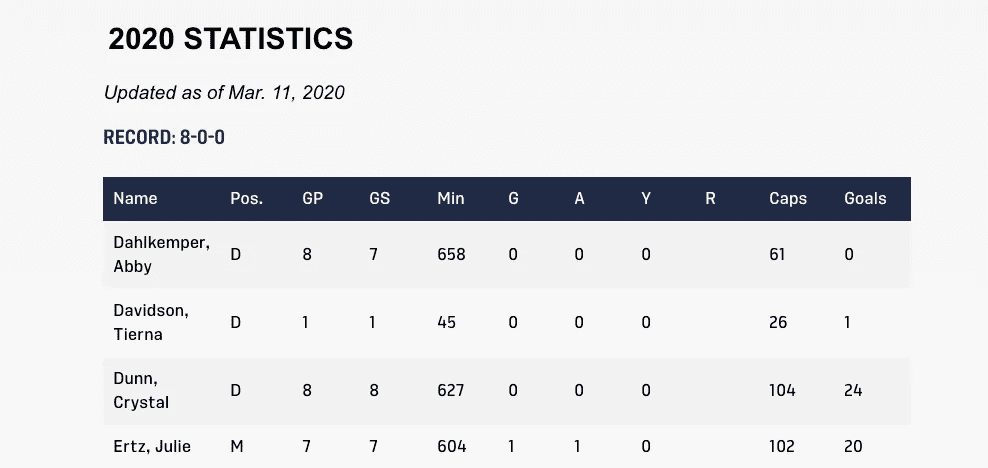 2020 STATISTICS
Updated as of Mar. 11, 2020
RECORD: 8-0-0
Name Pos. GP GS Min G A Y R Caps Goals
Dahlkemper,
Abby D 8 7 658 0 0 0 61 0
Davidson,
Tierna D 1 1 45 0 0 0 26 1
Dunn,
Crystal D 8 8 627 0 0 0 104 24
Ertz, Julie M 7 7 604 1 1 0 102 20